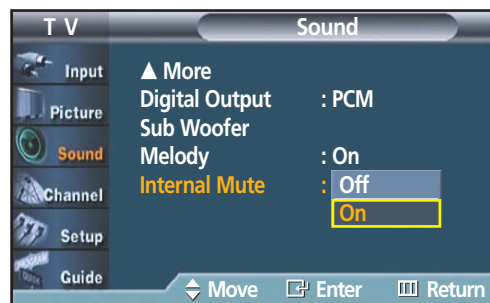 T V
Sound
Input
Picture
Sound
Channel
Setup
Guide
▲ More
Digital Output : PCM
Sub Woofer
Melody : On
Internal Mute : Off
On
Move Enter Return